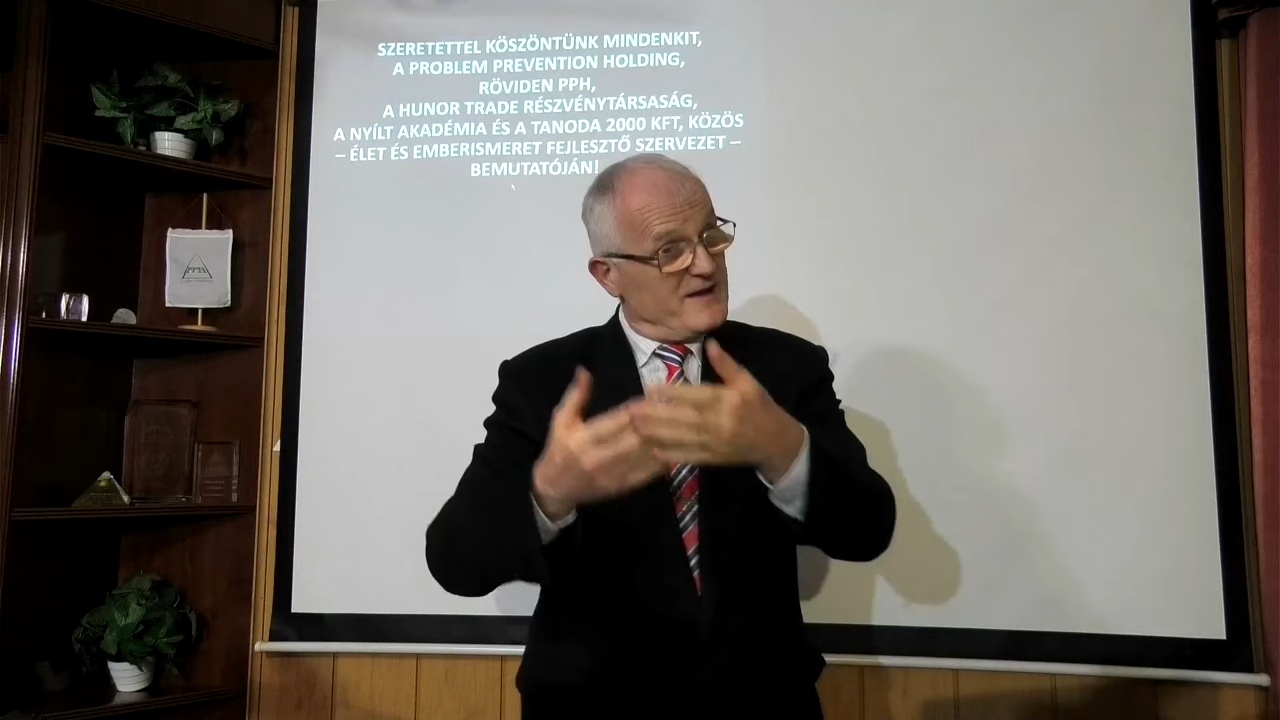 SZERETETTEL KÖSZÖNTÜNK MINDENKIT,
A PROBLEM PREVENTION HOLDING,
RÖVIDEN PPH,
A HUNOR TRADE RÉSZVÉNYTÁRSASÁG,
A NYÍLT AKADÉMIA ÉS A TANODA 2000 KFT, KÖZÖS
– ÉLET ÉS EMBERISMERET FEJLESZTŐ SZERVEZET –
BEMUTATÓJÁN!
PPH